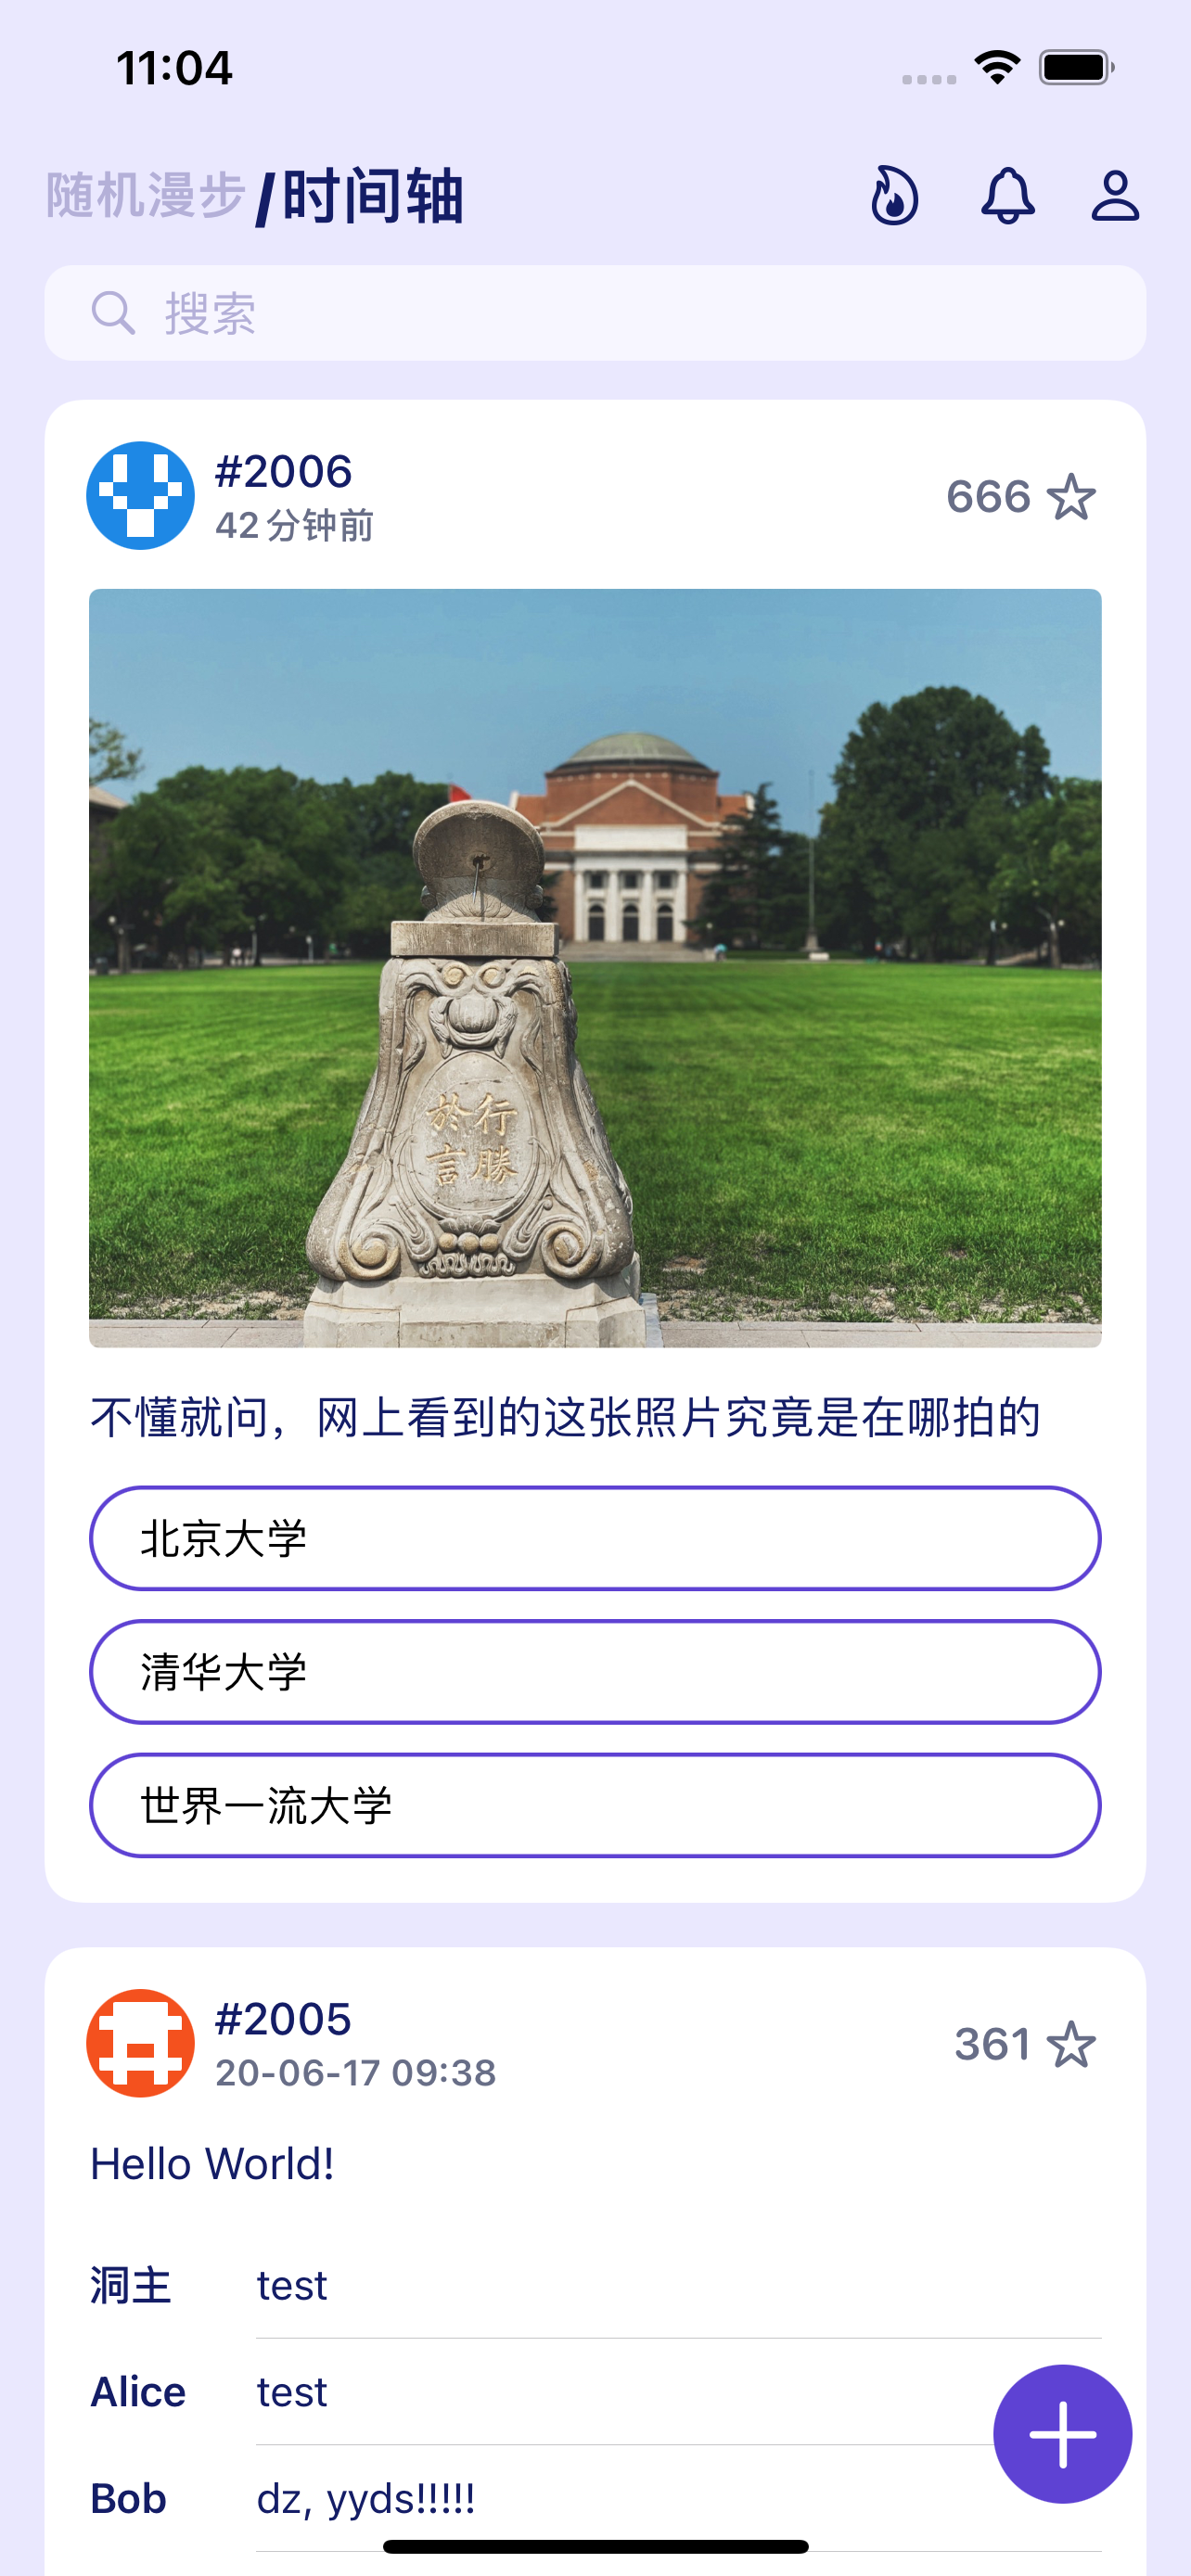 11:04
随机漫步/时间轴
搜索
#2006
42 分钟前
666
行勝
於言
不懂就问，网上看到的这张照片究竟是在哪拍的
北京大学
清华大学
世界一流大学
#2005
20-06-17 09:38
361
Hello World!
洞主 test
Alice test
Bob dz, yyds!!!!!